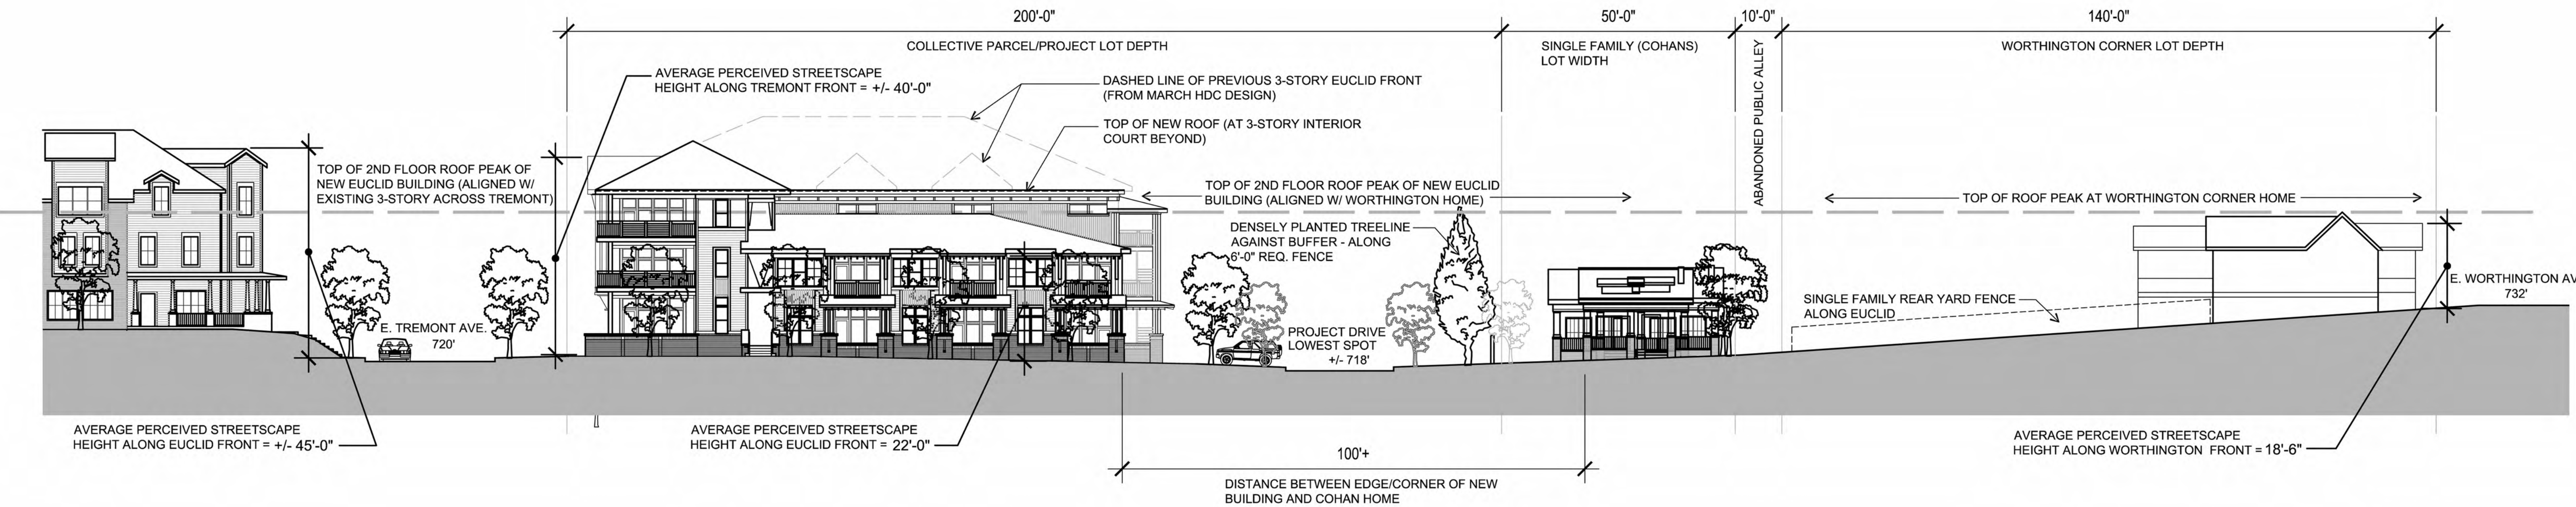 200'-0"
50'-0"
10'-0"
140'-0"
COLLECTIVE PARCEL/PROJECT LOT DEPTH
SINGLE FAMILY (COHANS)
LOT WIDTH
ABANDONED PUBLIC ALLEY
WORTHINGTON CORNER LOT DEPTH
AVERAGE PERCEIVED STREETSCAPE
HEIGHT ALONG TREMONT FRONT = +/- 40'-0"
DASHED LINE OF PREVIOUS 3-STORY EUCLID FRONT
(FROM MARCH HDC DESIGN)
TOP OF NEW ROOF (AT 3-STORY INTERIOR
COURT BEYOND)
TOP OF 2ND FLOOR ROOF PEAK OF
NEW EUCLID BUILDING (ALIGNED W/
EXISTING 3-STORY ACROSS TREMONT)
TOP OF 2ND FLOOR ROOF PEAK OF NEW EUCLID
BUILDING (ALIGNED W/ WORTHINGTON HOME)
TOP OF ROOF PEAK AT WORTHINGTON CORNER HOME
DENSELY PLANTED TREELINE
AGAINST BUFFER - ALONG
6'-0" REQ. FENCE
E. TREMONT AVE.
720'
PROJECT DRIVE
LOWEST SPOT
+/- 718'
SINGLE FAMILY REAR YARD FENCE
ALONG EUCLID
E. WORTHINGTON AV
732'
AVERAGE PERCEIVED STREETSCAPE
HEIGHT ALONG EUCLID FRONT = +/- 45'-0"
AVERAGE PERCEIVED STREETSCAPE
HEIGHT ALONG EUCLID FRONT = 22'-0"
AVERAGE PERCEIVED STREETSCAPE
HEIGHT ALONG WORTHINGTON FRONT = 18'-6"
100'+
DISTANCE BETWEEN EDGE/CORNER OF NEW
BUILDING AND COHAN HOME